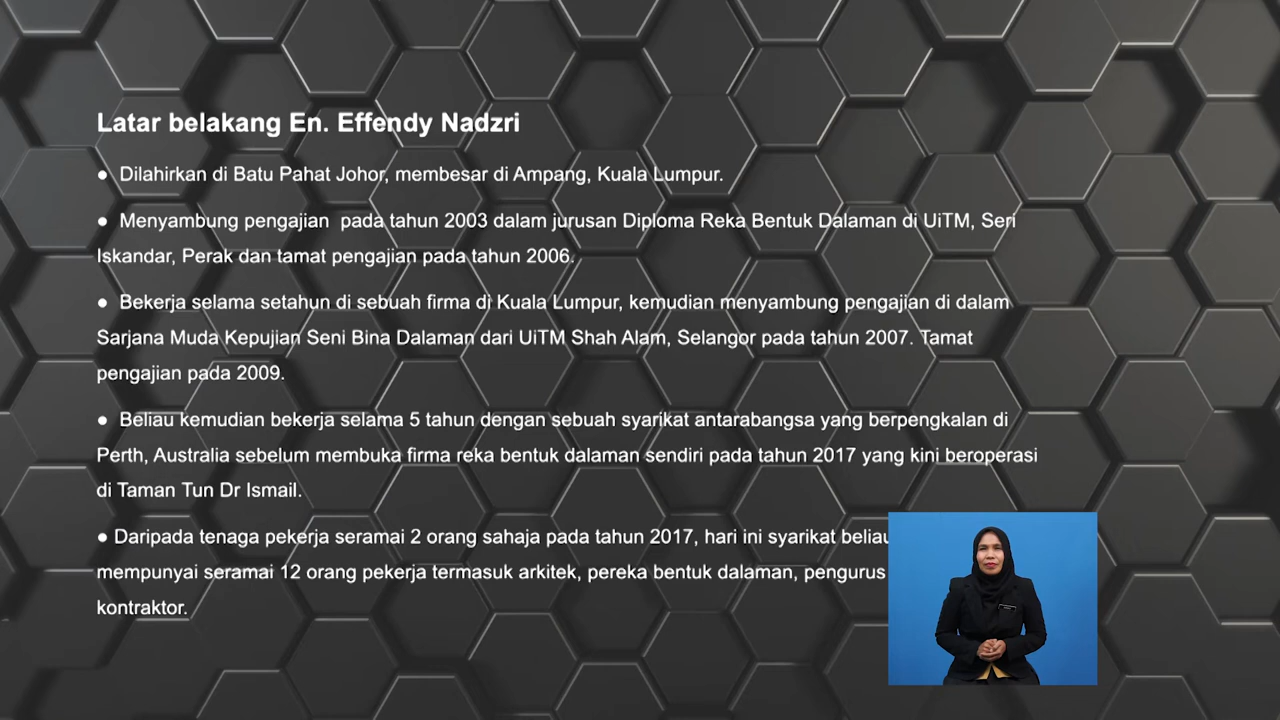 Latar belakang En. Effendy Nadzri
● Dilahirkan di Batu Pahat Johor, membesar di Ampang, Kuala Lumpur.
● Menyambung pengajian  pada tahun 2003 dalam jurusan Diploma Reka Bentuk Dalaman di UiTM, Seri
Iskandar, Perak dan tamat pengajian pada tahun 2006.
● Bekerja selama setahun di sebuah firma di Kuala Lumpur, kemudian menyambung pengajian di dalam
Sarjana Muda Kepujian Seni Bina Dalaman dari UiTM Shah Alam, Selangor pada tahun 2007. Tamat
pengajian pada 2009.
● Beliau kemudian bekerja selama 5 tahun dengan sebuah syarikat antarabangsa yang berpengkalan di
Perth, Australia sebelum membuka firma reka bentuk dalaman sendiri pada tahun 2017 yang kini beroperasi
di Taman Tun Dr Ismail.
● Daripada tenaga pekerja seramai 2 orang sahaja pada tahun 2017, hari ini syarikat beliau
mempunyai seramai 12 orang pekerja termasuk arkitek, pereka bentuk dalaman, pengurus
kontraktor.